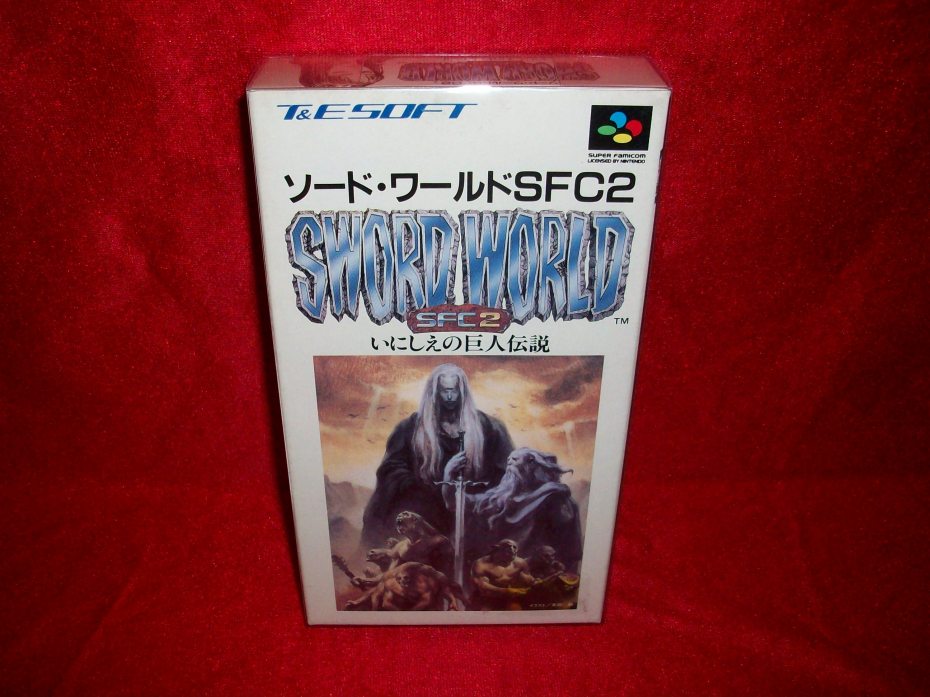 T&E SOFT
SUPER FAMICOM
LICENSED BY NINTENDO
ソード・ワールドSFC2
SWORD WORLD
SFC2
TM
いにしえの巨人伝説